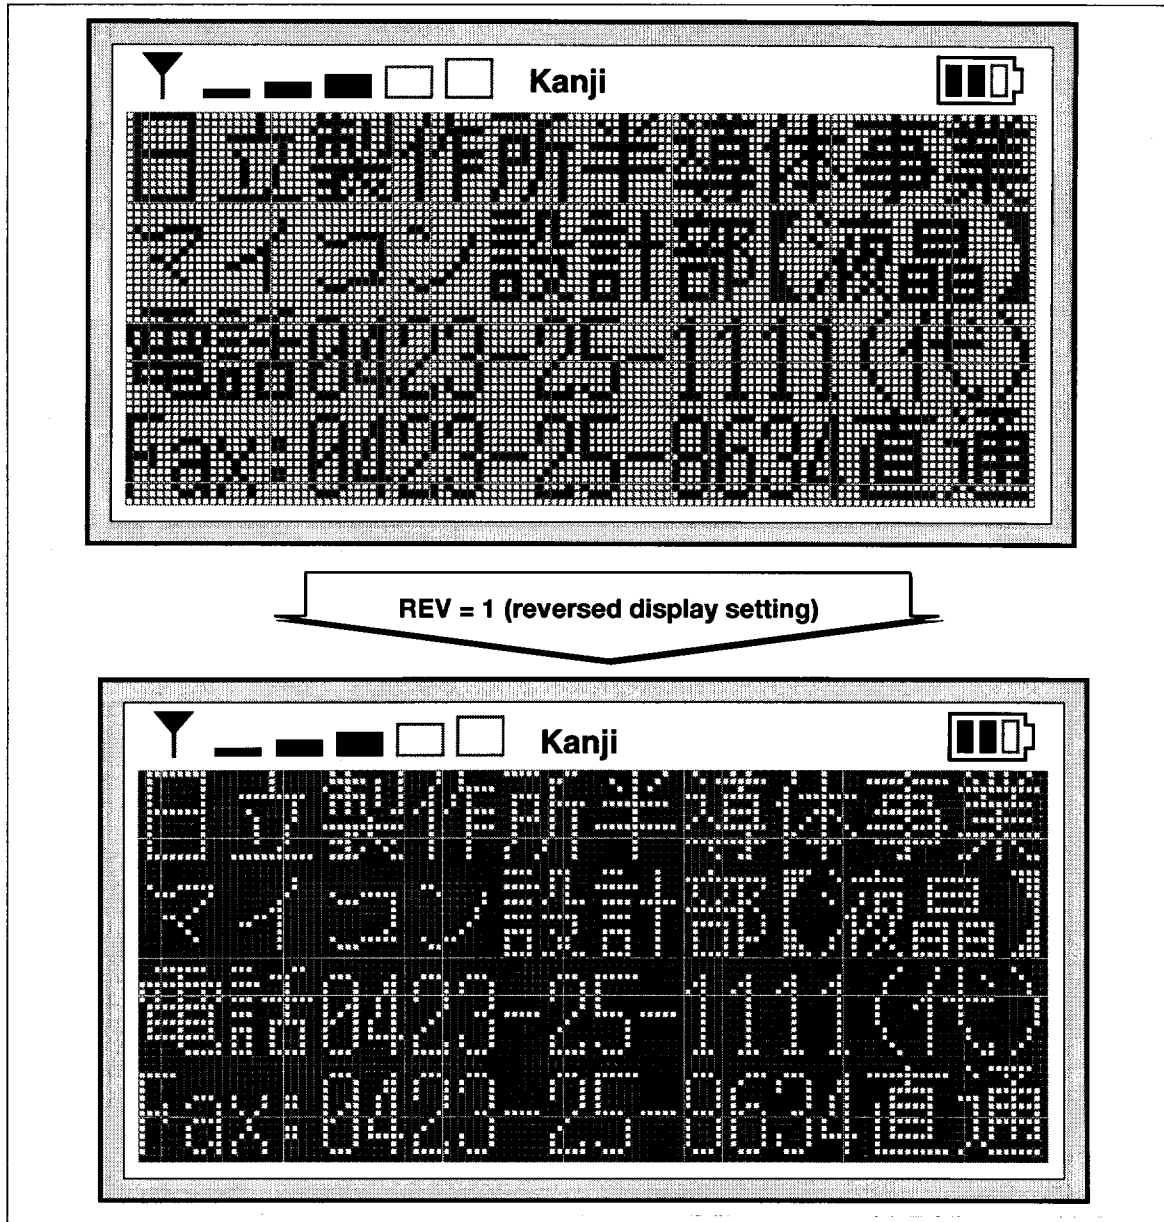 Kanji
日立製作所半導体事業
マイコン設計部【液晶】
電話0423-25-1111(代)
Fax:0423-25-8634直通
REV = 1 (reversed display setting)
Kanji
日立製作所半導体事業
マイコン設計部【液晶】
電話0423-25-1111(代)
Fax:0423-25-8634直通